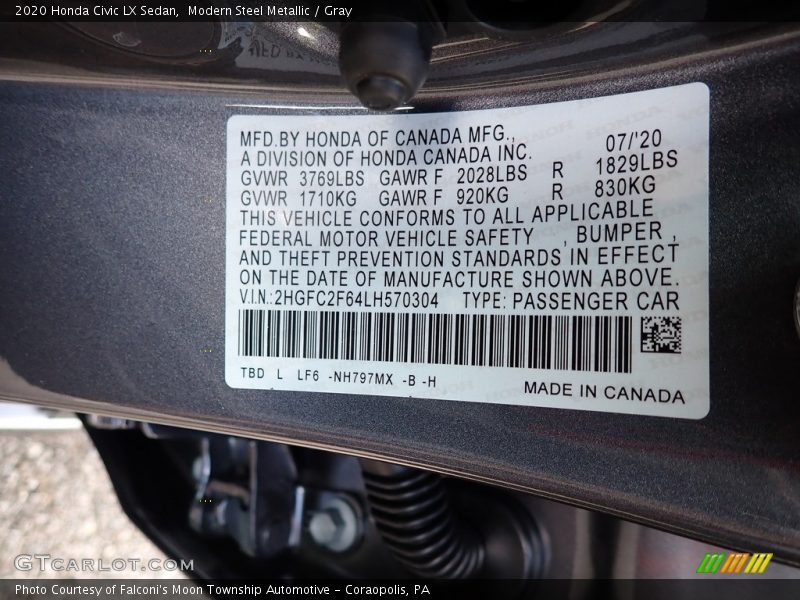 2020 Honda Civic LX Sedan, Modern Steel Metallic / Gray
MFD.BY HONDA OF CANADA MFG., 07/'20
A DIVISION OF HONDA CANADA INC.
GVWR 3769LBS GAWR F 2028LBS R 1829LBS
GVWR 1710KG GAWR F 920KG R 830KG
THIS VEHICLE CONFORMS TO ALL APPLICABLE
FEDERAL MOTOR VEHICLE SAFETY , BUMPER ,
AND THEFT PREVENTION STANDARDS IN EFFECT
ON THE DATE OF MANUFACTURE SHOWN ABOVE.
V.I.N.:2HGFC2F64LH570304 TYPE: PASSENGER CAR
TBD L LF6 -NH797MX -B -H
MADE IN CANADA
GTcarlot.com
Photo Courtesy of Falconi's Moon Township Automotive - Coraopolis, PA